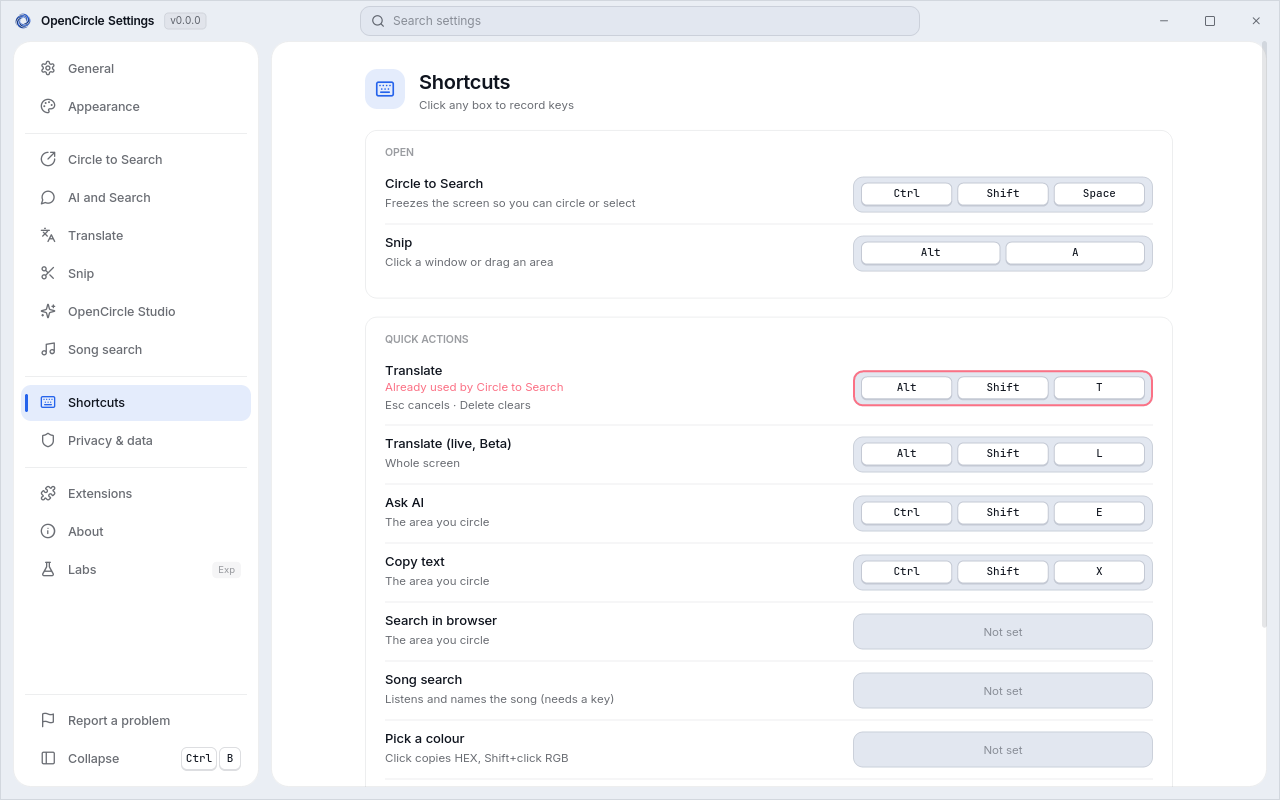 OpenCircle Settings v0.0.0
Search settings
General
Appearance
Circle to Search
AI and Search
Translate
Snip
OpenCircle Studio
Song search
Shortcuts
Privacy & data
Extensions
About
Labs Exp
Report a problem
Collapse Ctrl B
Shortcuts
Click any box to record keys
OPEN
Circle to Search
Freezes the screen so you can circle or select
Ctrl Shift Space
Snip
Click a window or drag an area
Alt A
QUICK ACTIONS
Translate
Already used by Circle to Search
Esc cancels · Delete clears
Alt Shift T
Translate (live, Beta)
Whole screen
Alt Shift L
Ask AI
The area you circle
Ctrl Shift E
Copy text
The area you circle
Ctrl Shift X
Search in browser
The area you circle
Not set
Song search
Listens and names the song (needs a key)
Not set
Pick a colour
Click copies HEX, Shift+click RGB
Not set